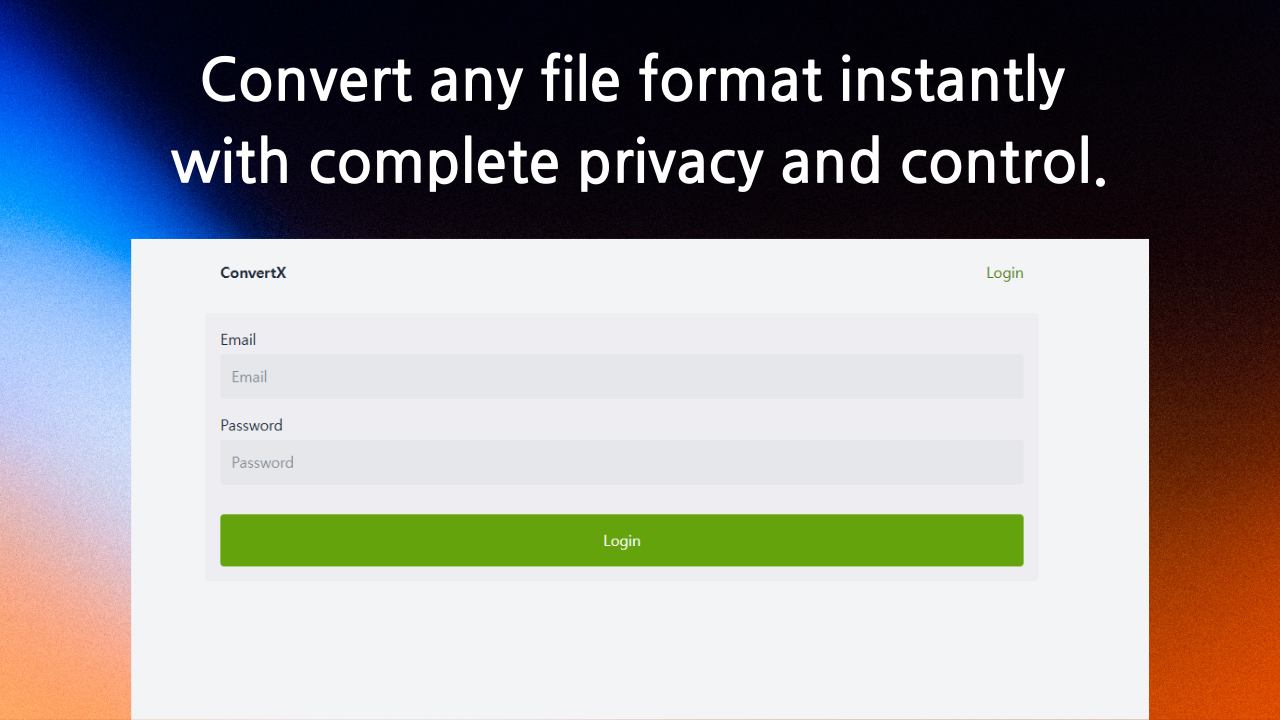 Convert any file format instantly
with complete privacy and control.
ConvertX
Login
Email
Email
Password
Password
Login